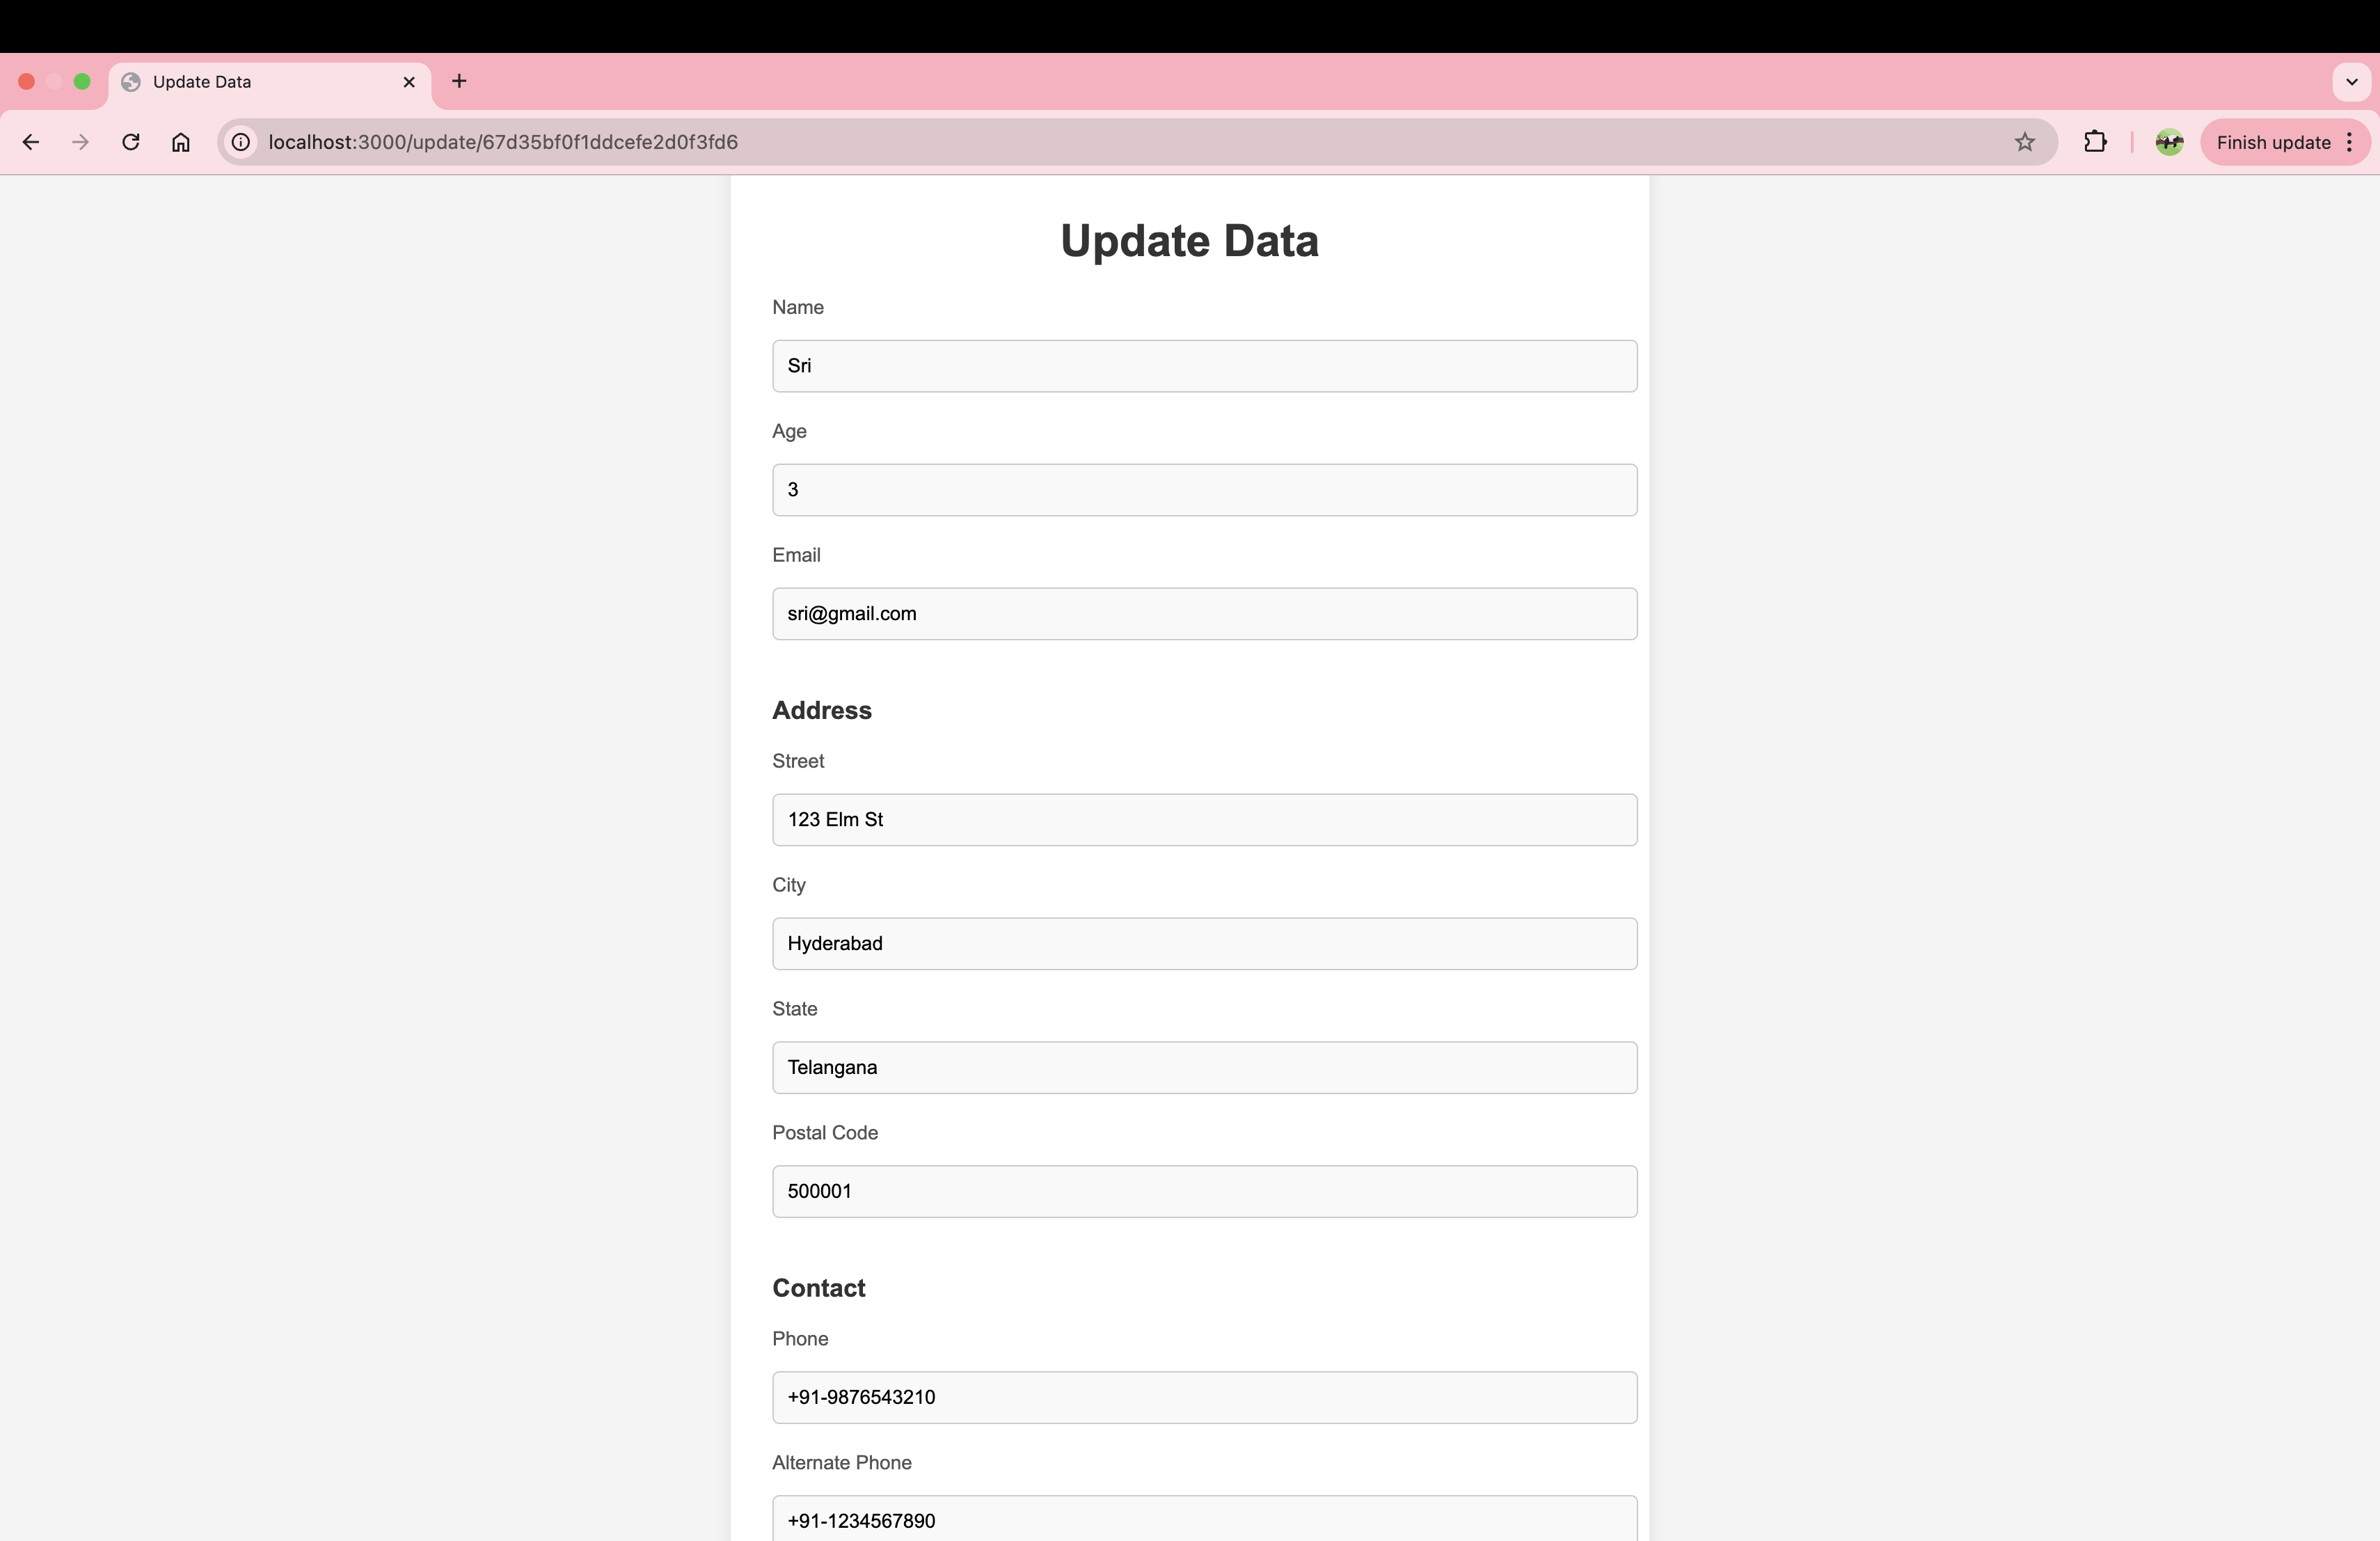 Update Data
localhost:3000/update/67d35bf0f1ddcefe2d0f3fd6
Finish update
Update Data
Name
Sri
Age
3
Email
sri@gmail.com
Address
Street
123 Elm St
City
Hyderabad
State
Telangana
Postal Code
500001
Contact
Phone
+91-9876543210
Alternate Phone
+91-1234567890